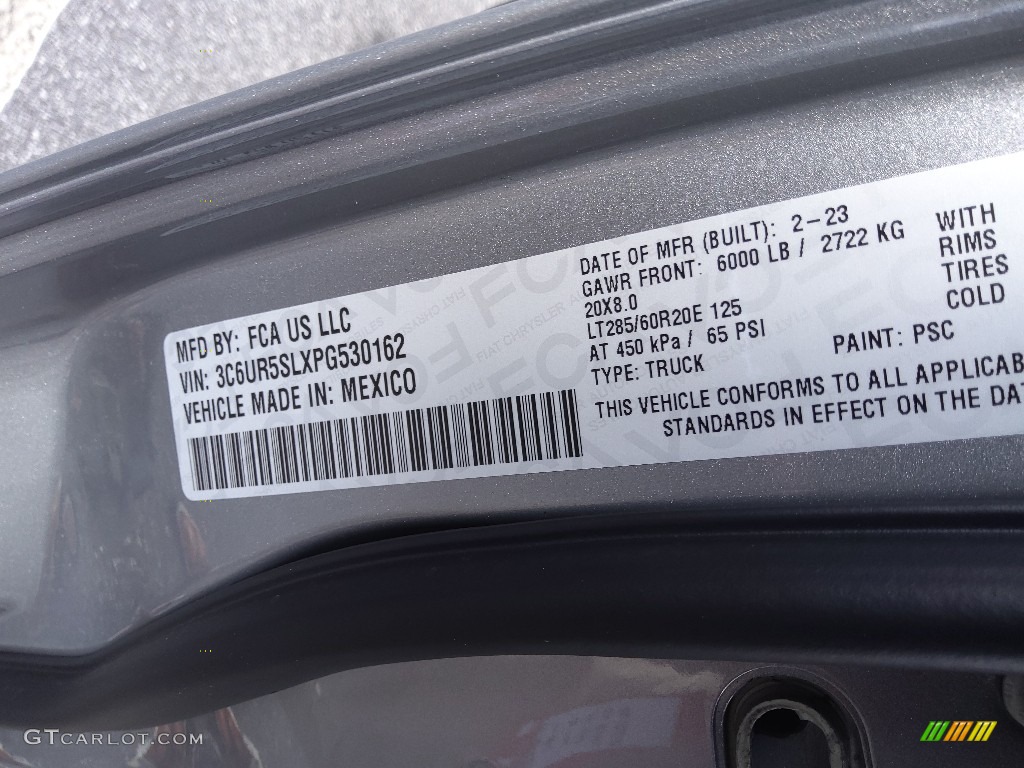 MFD BY: FCA US LLC
VIN: 3C6UR5SLXPG530162
VEHICLE MADE IN: MEXICO
DATE OF MFR (BUILT): 2-23
GAWR FRONT: 6000 LB / 2722 KG WITH
20X8.0 RIMS
LT285/60R20E 125 TIRES
AT 450 kPa / 65 PSI COLD
TYPE: TRUCK PAINT: PSC
THIS VEHICLE CONFORMS TO ALL APPLICAB
STANDARDS IN EFFECT ON THE DA
GTCARLOT.COM